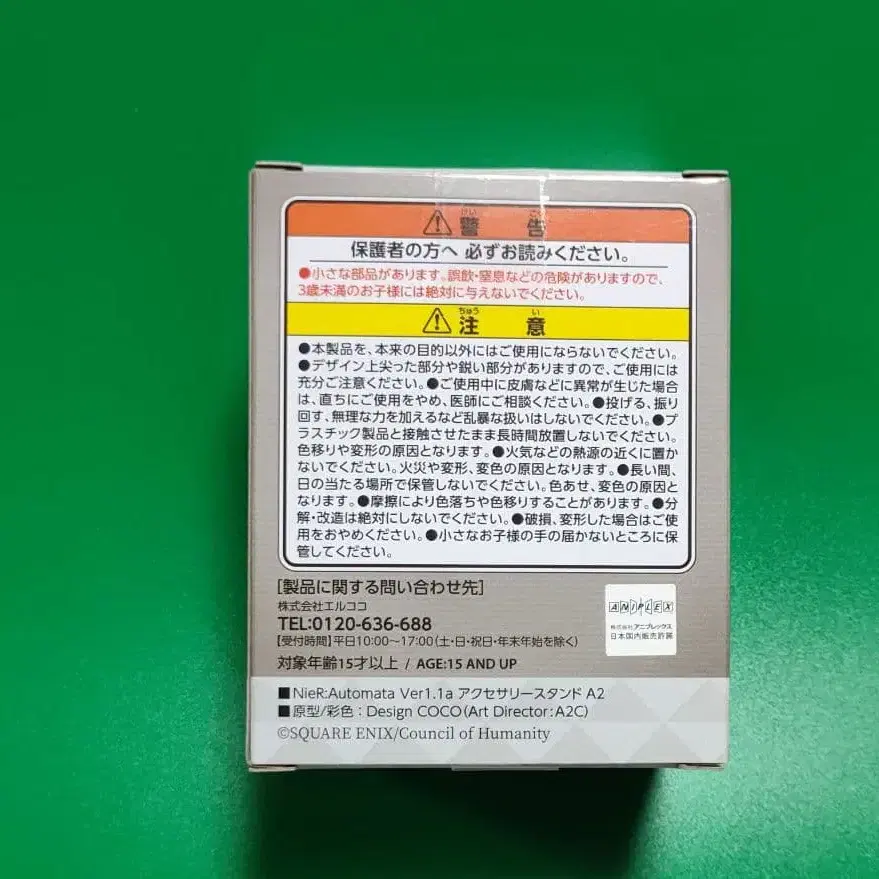 警告
保護者の方へ 必ずお読みください。
●小さな部品があります。誤飲・窒息などの危険がありますので、
3歳未満のお子様には絶対に与えないでください。
注意
●本製品を、本来の目的以外にはご使用にならないでください。
●デザイン上尖った部分や鋭い部分がありますので、ご使用には
充分ご注意ください。●ご使用中に皮膚などに異常が生じた場合
は、直ちにご使用をやめ、医師にご相談ください。●投げる、振り
回す、無理な力を加えるなど乱暴な扱いはしないでください。●プ
ラスチック製品と接触させたまま長時間放置しないでください。
色移りや変形の原因となります。●火気などの熱源の近くに置か
ないでください。火災や変形、変色の原因となります。●長い間、
日の当たる場所で保管しないでください。色あせ、変色の原因と
なります。●摩擦により色落ちや色移りすることがあります。●分
解・改造は絶対にしないでください。●破損、変形した場合はご使
用をおやめください。●小さなお子様の手の届かないところに保
管してください。
[製品に関する問い合わせ先]
株式会社エルココ
TEL:0120-636-688
【受付時間】平日10:00〜17:00(土・日・祝日・年末年始を除く)
対象年齢15才以上 / AGE:15 AND UP
ANIPLEX
株式会社 アニプレックス
日本国内販売許諾
■NieR:Automata Ver1.1a アクセサリースタンド A2
■原型/彩色：Design COCO(Art Director:A2C)
©SQUARE ENIX/Council of Humanity